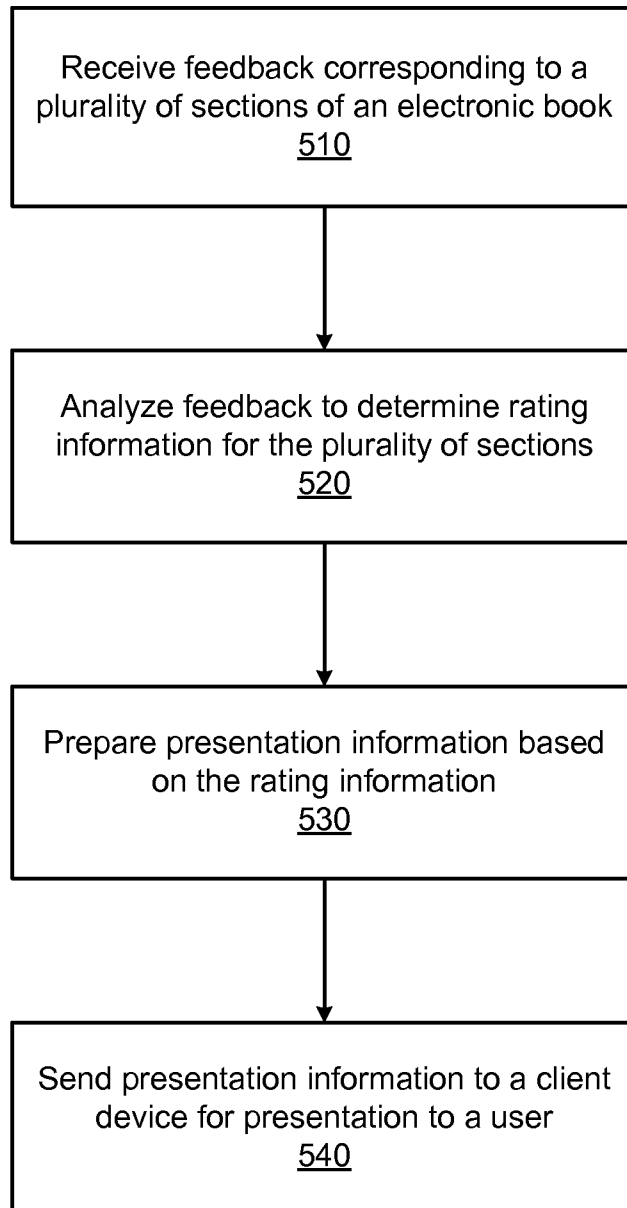 Receive feedback corresponding to a
plurality of sections of an electronic book
510
Analyze feedback to determine rating
information for the plurality of sections
520
Prepare presentation information based
on the rating information
530
Send presentation information to a client
device for presentation to a user
540